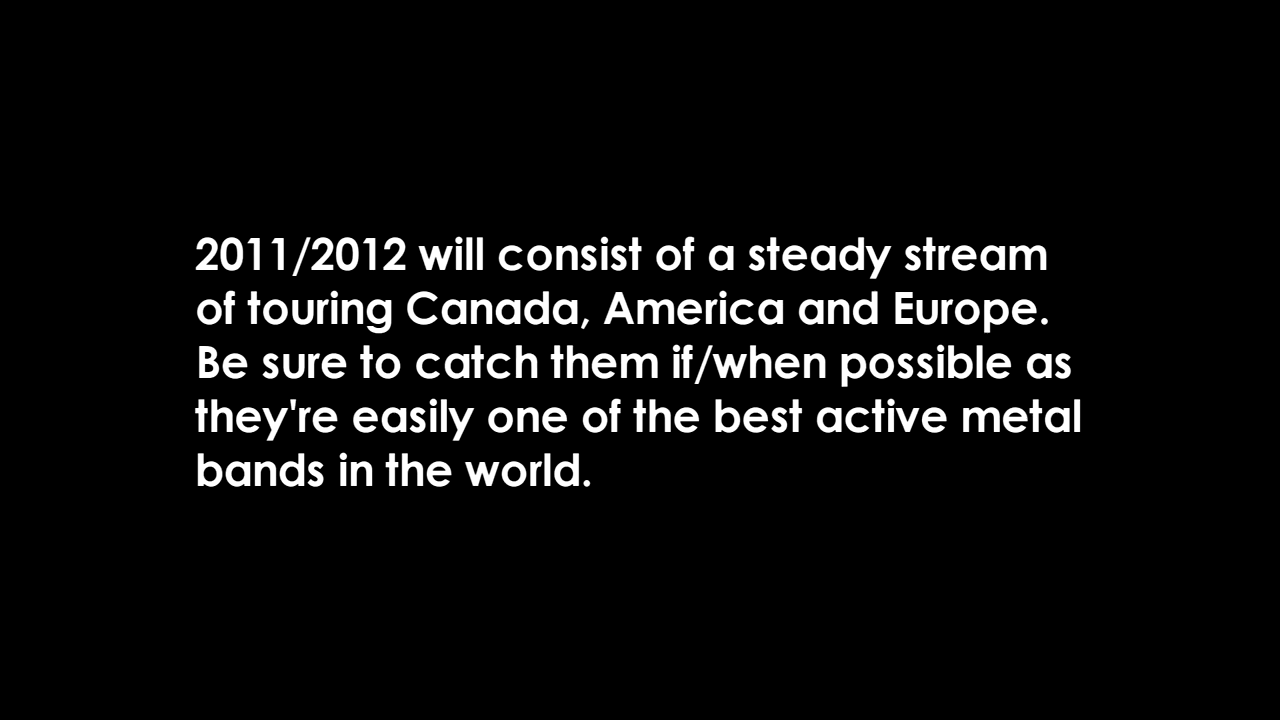 2011/2012 will consist of a steady stream
of touring Canada, America and Europe.
Be sure to catch them if/when possible as
they're easily one of the best active metal
bands in the world.